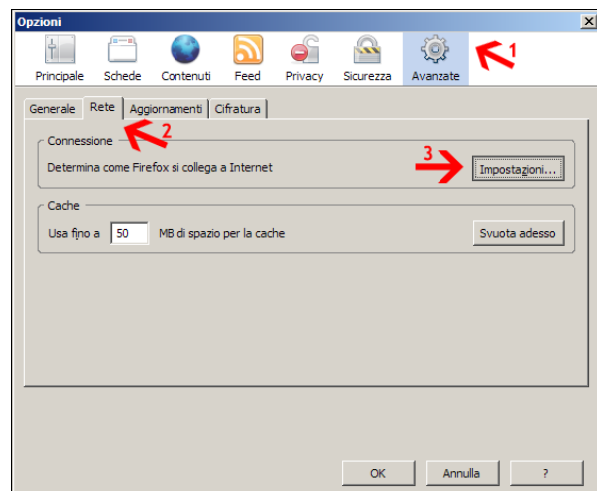 Opzioni
Principale Schede Contenuti Feed Privacy Sicurezza Avanzate 1
Generale Rete Aggiornamenti Cifratura
2
Connessione
Determina come Firefox si collega a Internet 3 Impostazioni...
Cache
Usa fino a 50 MB di spazio per la cache Svuota adesso
OK Annulla ?